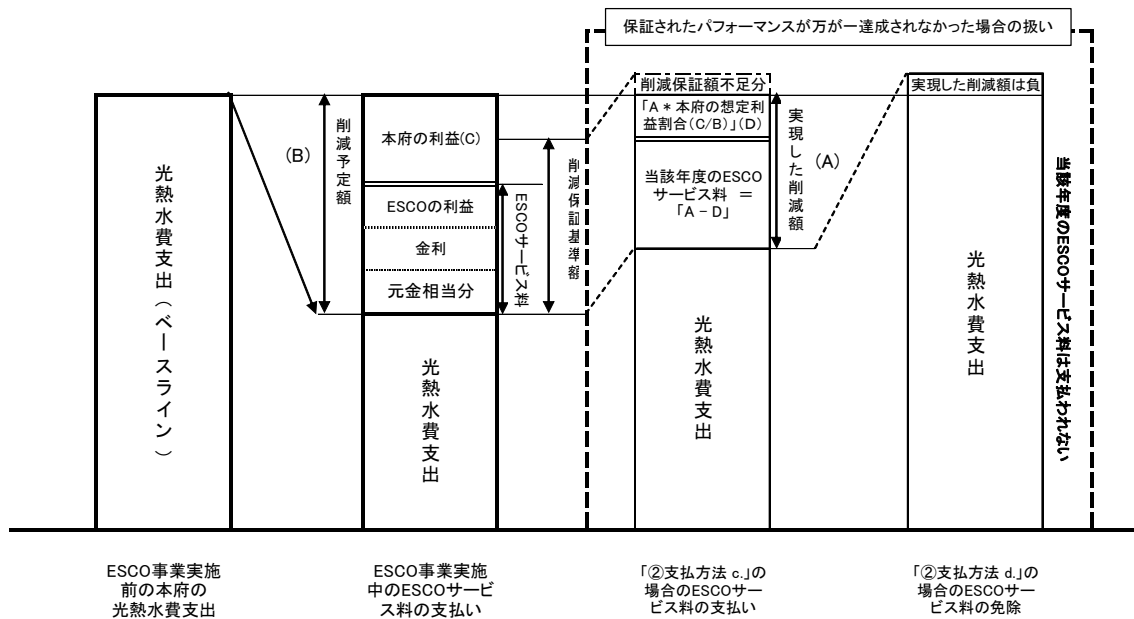 保証されたパフォーマンスが万が一達成されなかった場合の扱い
光熱水費支出（ベースライン）
(B)
削減予定額
本府の利益(C)
ESCOの利益
金利
元金相当分
光熱水費支出
ESCOサービス料
削減保証基準額
削減保証額不足分
「A＊本府の想定利
益割合(C/B)」(D)
当該年度のESCO
サービス料　＝
「A－D」
光熱水費支出
実現した削減額
(A)
実現した削減額は負
光熱水費支出
当該年度のESCOサービス料は支払われない
ESCO事業実施
前の本府の
光熱水費支出
ESCO事業実施
中のESCOサービ
ス料の支払い
「②支払方法 c.」の
場合のESCOサー
ビス料の支払い
「②支払方法 d.」の
場合のESCOサー
ビス料の免除